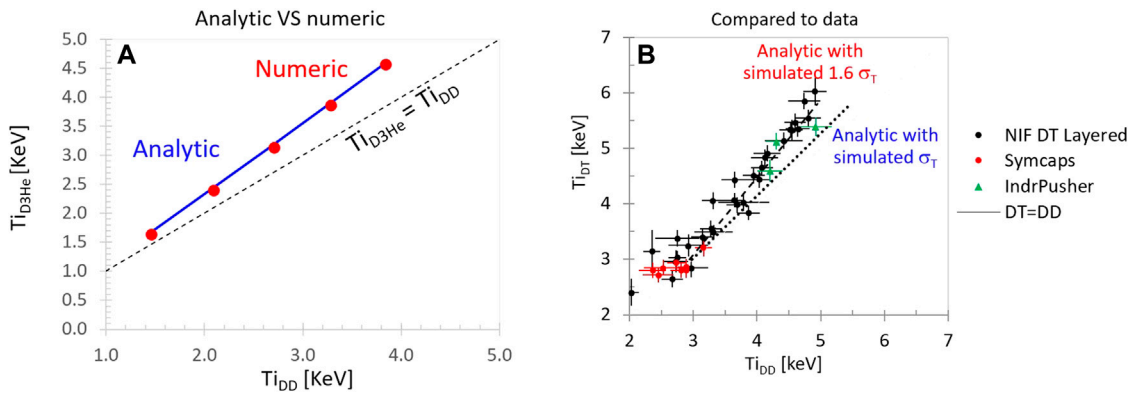 Analytic VS numeric
A
Numeric
Analytic
Ti_D3He = Ti_DD
Ti_D3He [KeV]
5.0
4.5
4.0
3.5
3.0
2.5
2.0
1.5
1.0
0.5
0.0
1.0
2.0
3.0
4.0
5.0
Ti_DD [KeV]
Compared to data
B
Analytic with
simulated 1.6 σ_T
Analytic with
simulated σ_T
Ti_DT [keV]
7
6
5
4
3
2
2
3
4
5
6
7
Ti_DD [keV]
NIF DT Layered
Symcaps
IndrPusher
DT=DD